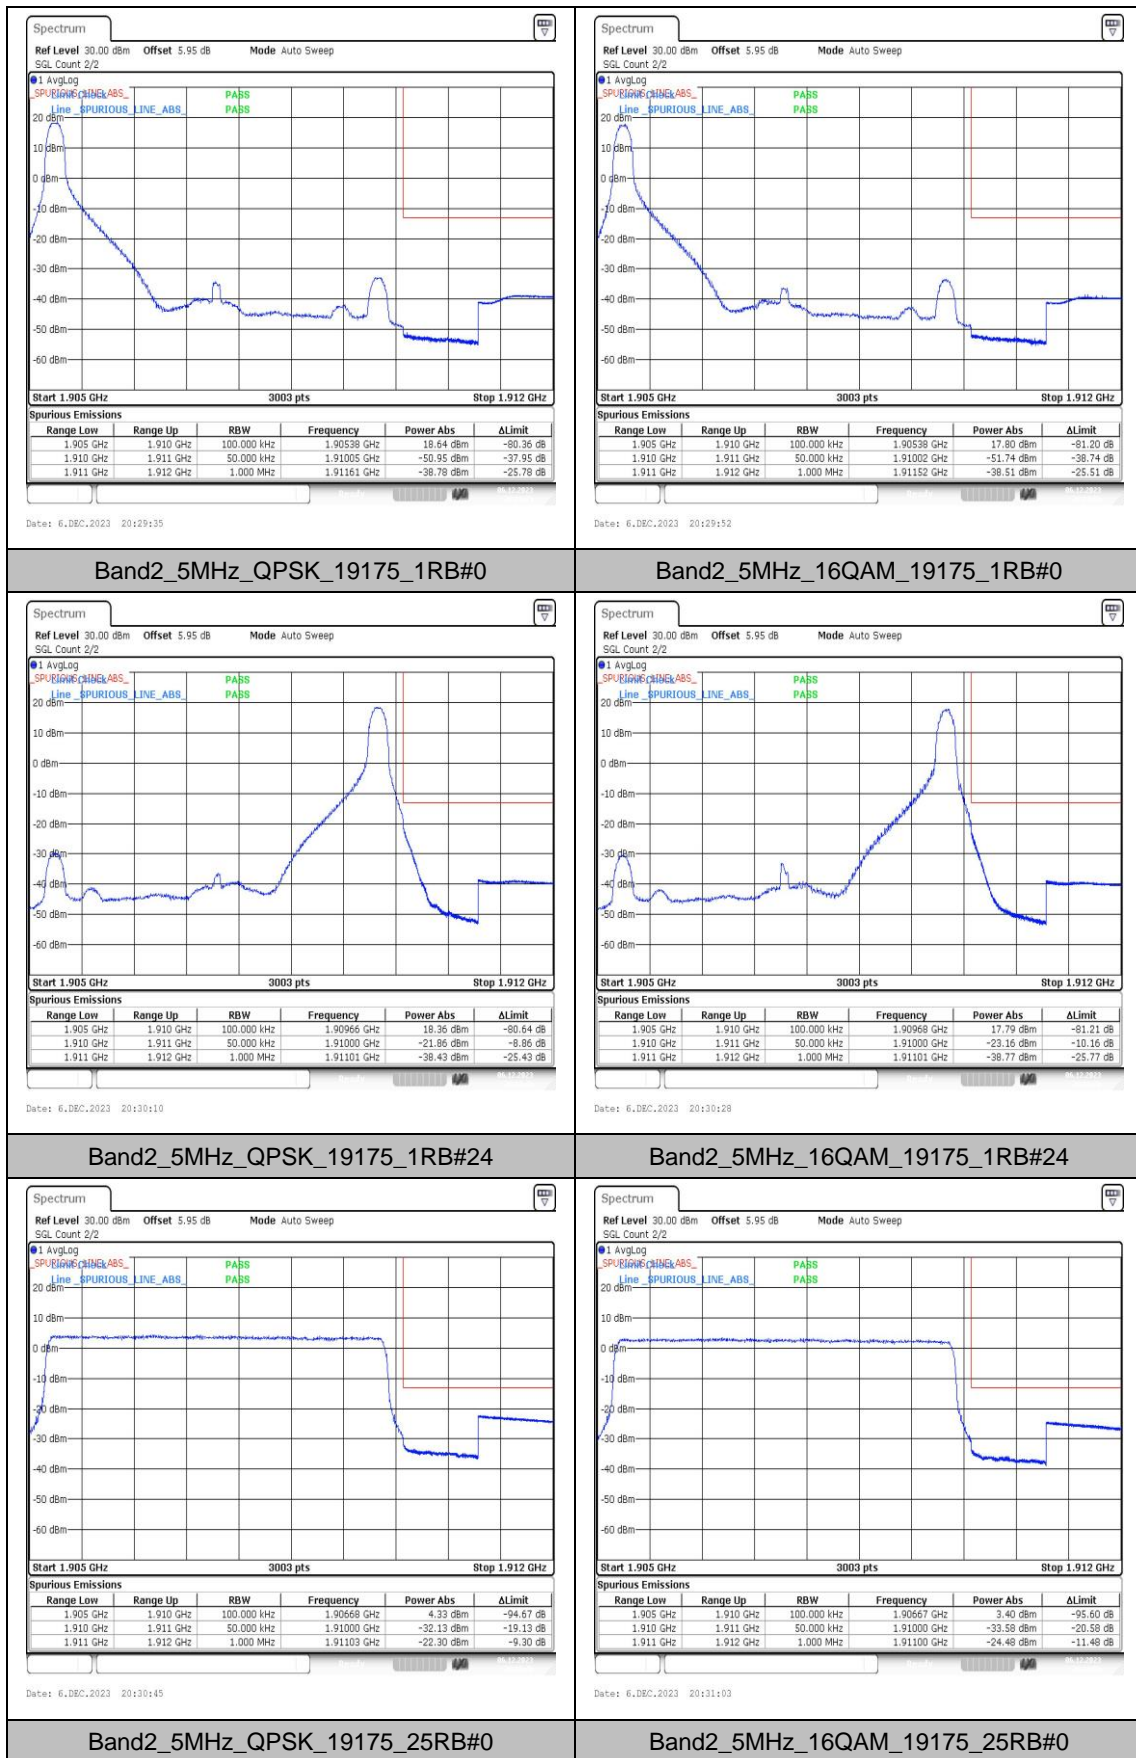 Spectrum
Ref Level 30.00 dBm Offset 5.95 dB Mode Auto Sweep
SGL Count 2/2
1 AvgLog
Limit Check PASS
_SPURIOUS_LINE_ABS_
Line _SPURIOUS_LINE_ABS_ PASS
20 dBm
10 dBm
0 dBm
-10 dBm
-20 dBm
-30 dBm
-40 dBm
-50 dBm
-60 dBm
Start 1.905 GHz 3003 pts Stop 1.912 GHz
Spurious Emissions
Range Low Range Up RBW Frequency Power Abs ΔLimit
1.905 GHz 1.910 GHz 100.000 kHz 1.90538 GHz 18.64 dBm -80.36 dB
1.910 GHz 1.911 GHz 50.000 kHz 1.91005 GHz -50.95 dBm -37.95 dB
1.911 GHz 1.912 GHz 1.000 MHz 1.91161 GHz -38.78 dBm -25.78 dB
Date: 6.DEC.2023 20:29:35
Spectrum
Ref Level 30.00 dBm Offset 5.95 dB Mode Auto Sweep
SGL Count 2/2
1 AvgLog
Limit Check PASS
_SPURIOUS_LINE_ABS_
Line _SPURIOUS_LINE_ABS_ PASS
20 dBm
10 dBm
0 dBm
-10 dBm
-20 dBm
-30 dBm
-40 dBm
-50 dBm
-60 dBm
Start 1.905 GHz 3003 pts Stop 1.912 GHz
Spurious Emissions
Range Low Range Up RBW Frequency Power Abs ΔLimit
1.905 GHz 1.910 GHz 100.000 kHz 1.90538 GHz 17.80 dBm -81.20 dB
1.910 GHz 1.911 GHz 50.000 kHz 1.91002 GHz -51.74 dBm -38.74 dB
1.911 GHz 1.912 GHz 1.000 MHz 1.91152 GHz -38.51 dBm -25.51 dB
Date: 6.DEC.2023 20:29:52
Band2_5MHz_QPSK_19175_1RB#0
Band2_5MHz_16QAM_19175_1RB#0
Spectrum
Ref Level 30.00 dBm Offset 5.95 dB Mode Auto Sweep
SGL Count 2/2
1 AvgLog
Limit Check PASS
_SPURIOUS_LINE_ABS_
Line _SPURIOUS_LINE_ABS_ PASS
20 dBm
10 dBm
0 dBm
-10 dBm
-20 dBm
-30 dBm
-40 dBm
-50 dBm
-60 dBm
Start 1.905 GHz 3003 pts Stop 1.912 GHz
Spurious Emissions
Range Low Range Up RBW Frequency Power Abs ΔLimit
1.905 GHz 1.910 GHz 100.000 kHz 1.90966 GHz 18.36 dBm -80.64 dB
1.910 GHz 1.911 GHz 50.000 kHz 1.91000 GHz -21.86 dBm -8.86 dB
1.911 GHz 1.912 GHz 1.000 MHz 1.91101 GHz -38.43 dBm -25.43 dB
Date: 6.DEC.2023 20:30:10
Spectrum
Ref Level 30.00 dBm Offset 5.95 dB Mode Auto Sweep
SGL Count 2/2
1 AvgLog
Limit Check PASS
_SPURIOUS_LINE_ABS_
Line _SPURIOUS_LINE_ABS_ PASS
20 dBm
10 dBm
0 dBm
-10 dBm
-20 dBm
-30 dBm
-40 dBm
-50 dBm
-60 dBm
Start 1.905 GHz 3003 pts Stop 1.912 GHz
Spurious Emissions
Range Low Range Up RBW Frequency Power Abs ΔLimit
1.905 GHz 1.910 GHz 100.000 kHz 1.90968 GHz 17.79 dBm -81.21 dB
1.910 GHz 1.911 GHz 50.000 kHz 1.91000 GHz -23.16 dBm -10.16 dB
1.911 GHz 1.912 GHz 1.000 MHz 1.91101 GHz -38.77 dBm -25.77 dB
Date: 6.DEC.2023 20:30:28
Band2_5MHz_QPSK_19175_1RB#24
Band2_5MHz_16QAM_19175_1RB#24
Spectrum
Ref Level 30.00 dBm Offset 5.95 dB Mode Auto Sweep
SGL Count 2/2
1 AvgLog
Limit Check PASS
_SPURIOUS_LINE_ABS_
Line _SPURIOUS_LINE_ABS_ PASS
20 dBm
10 dBm
0 dBm
-10 dBm
-20 dBm
-30 dBm
-40 dBm
-50 dBm
-60 dBm
Start 1.905 GHz 3003 pts Stop 1.912 GHz
Spurious Emissions
Range Low Range Up RBW Frequency Power Abs ΔLimit
1.905 GHz 1.910 GHz 100.000 kHz 1.90668 GHz 4.33 dBm -94.67 dB
1.910 GHz 1.911 GHz 50.000 kHz 1.91000 GHz -32.13 dBm -19.13 dB
1.911 GHz 1.912 GHz 1.000 MHz 1.91103 GHz -22.30 dBm -9.30 dB
Date: 6.DEC.2023 20:30:45
Spectrum
Ref Level 30.00 dBm Offset 5.95 dB Mode Auto Sweep
SGL Count 2/2
1 AvgLog
Limit Check PASS
_SPURIOUS_LINE_ABS_
Line _SPURIOUS_LINE_ABS_ PASS
20 dBm
10 dBm
0 dBm
-10 dBm
-20 dBm
-30 dBm
-40 dBm
-50 dBm
-60 dBm
Start 1.905 GHz 3003 pts Stop 1.912 GHz
Spurious Emissions
Range Low Range Up RBW Frequency Power Abs ΔLimit
1.905 GHz 1.910 GHz 100.000 kHz 1.90667 GHz 3.40 dBm -95.60 dB
1.910 GHz 1.911 GHz 50.000 kHz 1.91000 GHz -33.58 dBm -20.58 dB
1.911 GHz 1.912 GHz 1.000 MHz 1.91100 GHz -24.48 dBm -11.48 dB
Date: 6.DEC.2023 20:31:03
Band2_5MHz_QPSK_19175_25RB#0
Band2_5MHz_16QAM_19175_25RB#0